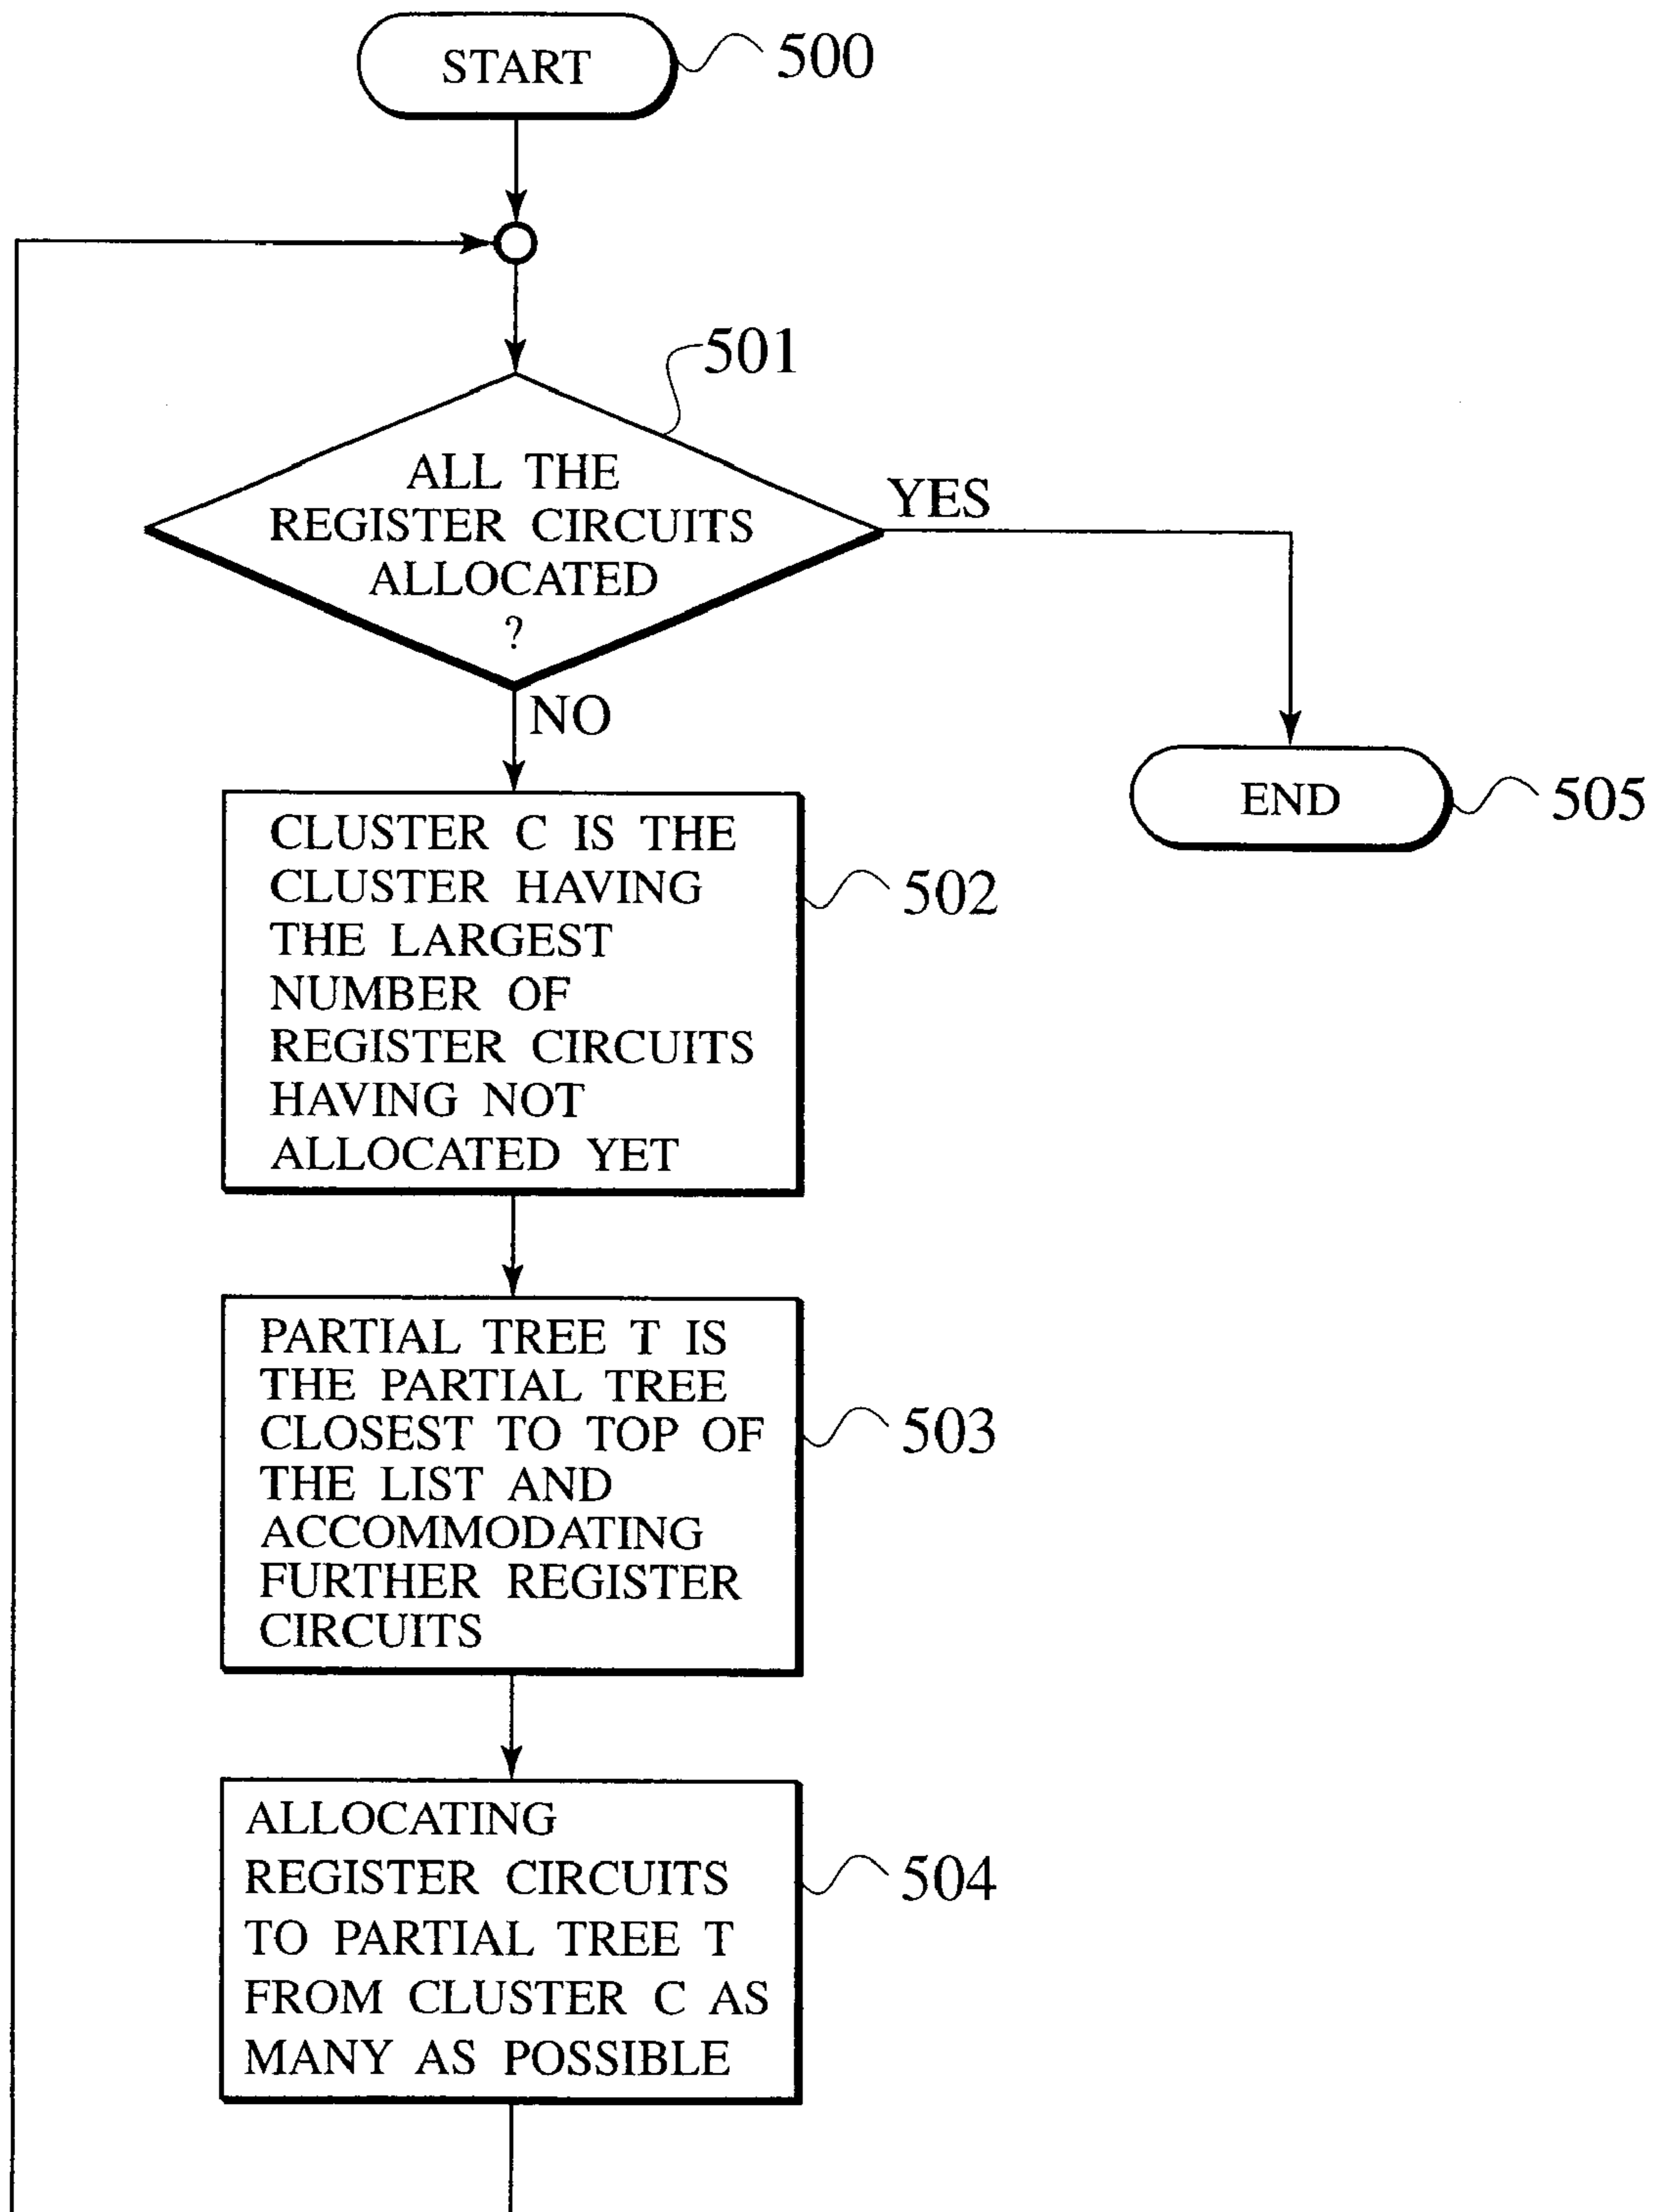 START
500
501
ALL THE
REGISTER CIRCUITS
ALLOCATED
?
YES
NO
END
505
CLUSTER C IS THE
CLUSTER HAVING
THE LARGEST
NUMBER OF
REGISTER CIRCUITS
HAVING NOT
ALLOCATED YET
502
PARTIAL TREE T IS
THE PARTIAL TREE
CLOSEST TO TOP OF
THE LIST AND
ACCOMMODATING
FURTHER REGISTER
CIRCUITS
503
ALLOCATING
REGISTER CIRCUITS
TO PARTIAL TREE T
FROM CLUSTER C AS
MANY AS POSSIBLE
504